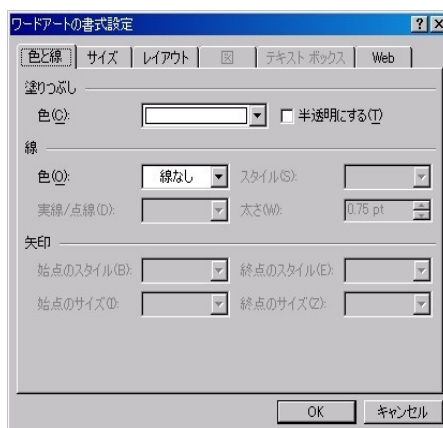 ワードアートの書式設定
色と線 サイズ レイアウト 図 テキスト ボックス Web
塗りつぶし
色(C): 半透明にする(T)
線
色(O): 線なし スタイル(S):
実線/点線(D): 太さ(W): 0.75 pt
矢印
始点のスタイル(B): 終点のスタイル(E):
始点のサイズ(I): 終点のサイズ(Z):
OK キャンセル